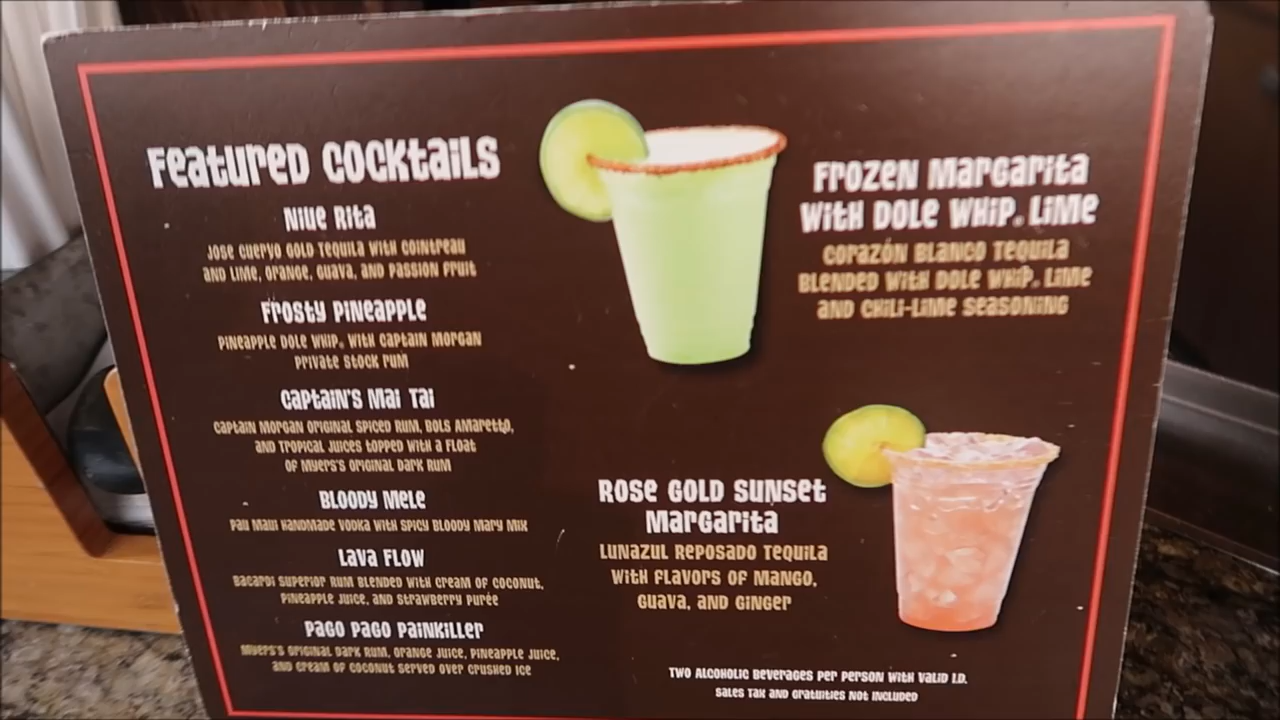 Featured Cocktails
Niue Rita
Jose Cuervo Gold Tequila with Cointreau
and Lime, Orange, Guava, and Passion Fruit
Frosty Pineapple
Pineapple Dole Whip® with Captain Morgan
Private Stock Rum
Captain's Mai Tai
Captain Morgan Original Spiced Rum, Bols Amaretto,
and Tropical Juices topped with a Float
of Myers's Original Dark Rum
Bloody Mele
Pau Maui Handmade Vodka with Spicy Bloody Mary Mix
Lava Flow
Bacardi Superior Rum blended with Cream of Coconut,
Pineapple Juice, and Strawberry Purée
Pago Pago Painkiller
Myers's Original Dark Rum, Orange Juice, Pineapple Juice,
and Cream of Coconut served over Crushed Ice
Frozen Margarita
with DOLE Whip® Lime
Corazón Blanco Tequila
blended with DOLE Whip® Lime
and Chili-Lime Seasoning
Rose Gold Sunset
Margarita
Lunazul Reposado Tequila
with flavors of Mango,
Guava, and Ginger
Two alcoholic beverages per person with valid I.D.
Sales tax and gratuities not included